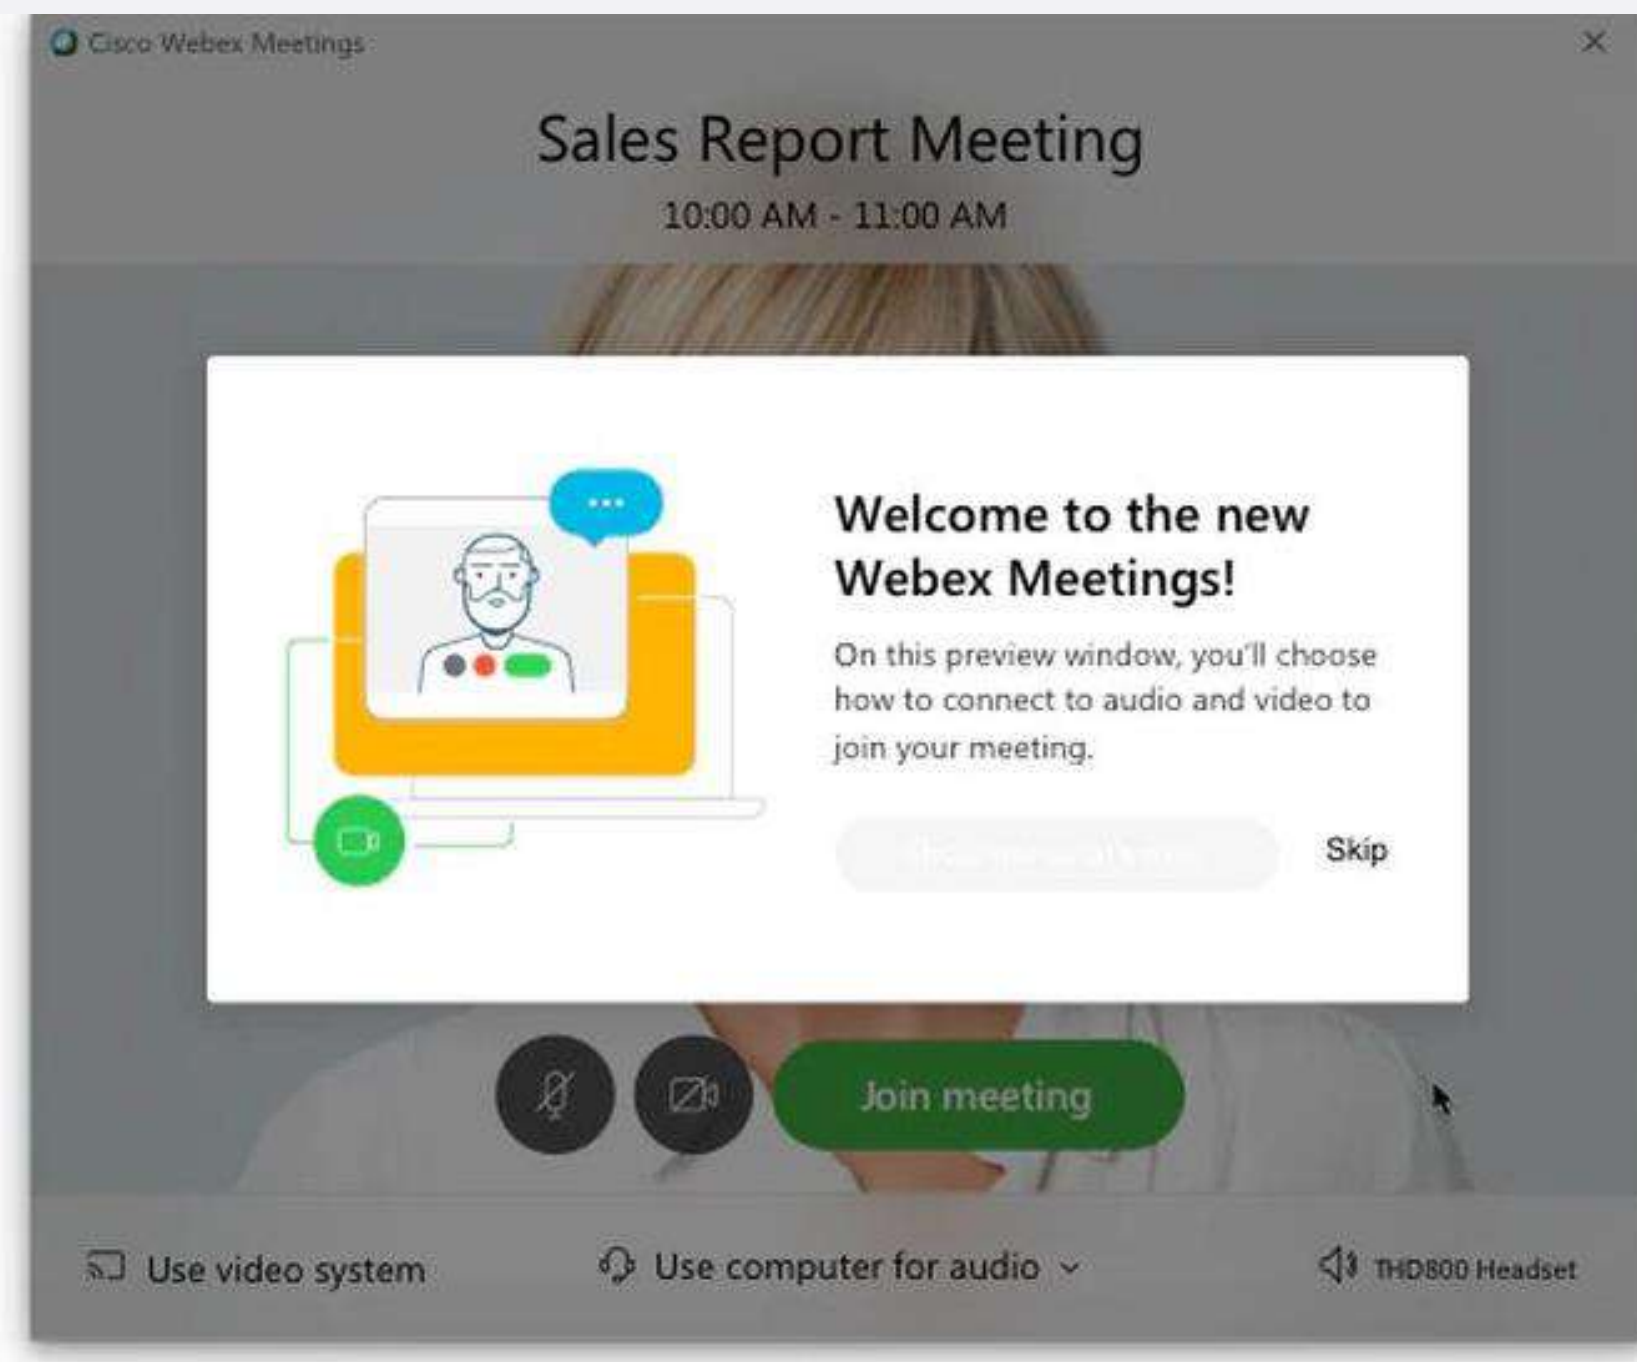 Cisco Webex Meetings
Sales Report Meeting
10:00 AM - 11:00 AM
Welcome to the new
Webex Meetings!
On this preview window, you'll choose
how to connect to audio and video to
join your meeting.
Skip
Join meeting
Use video system
Use computer for audio
THD800 Headset